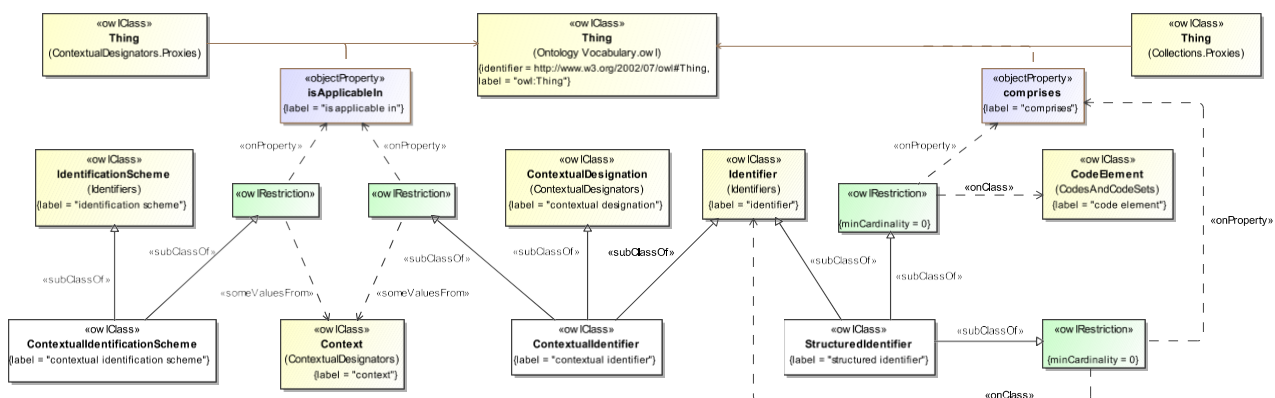 «owlClass»
Thing
(ContextualDesignators.Proxies)
«owlClass»
Thing
(Ontology Vocabulary.owl)
{identifier = http://www.w3.org/2002/07/owl#Thing,
label = "owl:Thing"}
«owlClass»
Thing
(Collections.Proxies)
«objectProperty»
isApplicableIn
{label = "is applicable in"}
«objectProperty»
comprises
{label = "comprises"}
«onProperty»
«onProperty»
«onProperty»
«owlClass»
IdentificationScheme
(Identifiers)
{label = "identification scheme"}
«owlRestriction»
«owlRestriction»
«owlClass»
ContextualDesignation
(ContextualDesignators)
{label = "contextual designation"}
«owlClass»
Identifier
(Identifiers)
{label = "identifier"}
«owlRestriction»
{minCardinality = 0}
«onClass»
«owlClass»
CodeElement
(CodesAndCodeSets)
{label = "code element"}
«onProperty»
«subClassOf»
«subClassOf»
«subClassOf»
«subClassOf»
«subClassOf»
«subClassOf»
«subClassOf»
«someValuesFrom»
«someValuesFrom»
«owlClass»
ContextualIdentificationScheme
{label = "contextual identification scheme"}
«owlClass»
Context
(ContextualDesignators)
{label = "context"}
«owlClass»
ContextualIdentifier
{label = "contextual identifier"}
«owlClass»
StructuredIdentifier
{label = "structured identifier"}
«subClassOf»
«owlRestriction»
{minCardinality = 0}
«onClass»